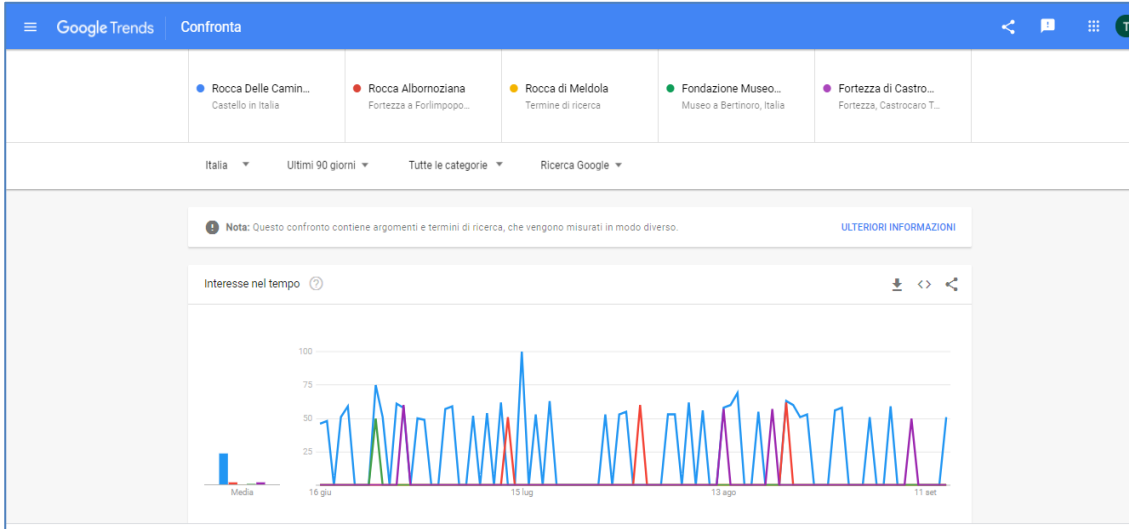 Google Trends Confronta
T
Rocca Delle Camin...
Castello in Italia
Rocca Albornoziana
Fortezza a Forlimpopo...
Rocca di Meldola
Termine di ricerca
Fondazione Museo...
Museo a Bertinoro, Italia
Fortezza di Castro...
Fortezza, Castrocaro T...
Italia Ultimi 90 giorni Tutte le categorie Ricerca Google
Nota: Questo confronto contiene argomenti e termini di ricerca, che vengono misurati in modo diverso. ULTERIORI INFORMAZIONI
Interesse nel tempo
100
75
50
25
Media 16 giu 15 lug 13 ago 11 set